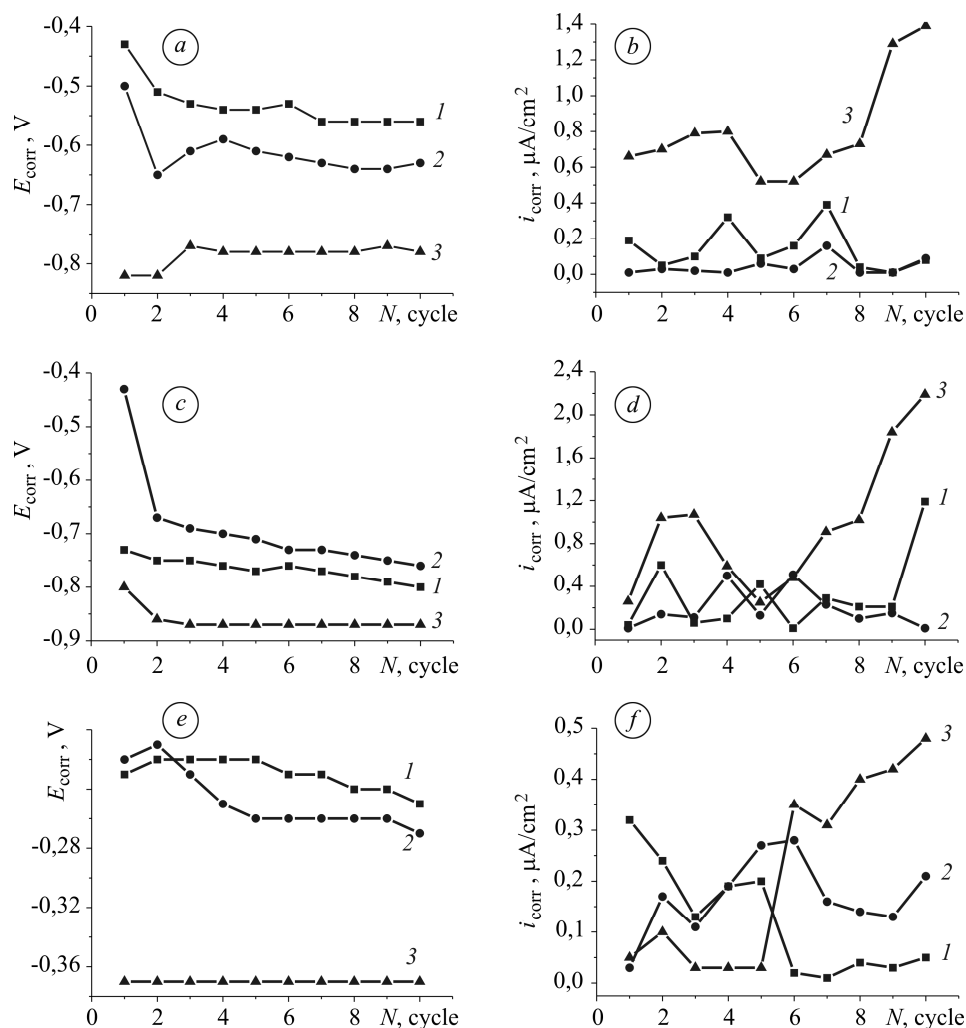 a
-0,4
-0,5
-0,6
-0,7
-0,8
E corr , V
1
2
3
0 2 4 6 8 N, cycle
b
1,4
1,2
1,0
0,8
0,6
0,4
0,2
0,0
i corr , µA/cm²
3
1
2
0 2 4 6 8 N, cycle
c
-0,4
-0,5
-0,6
-0,7
-0,8
-0,9
E corr , V
2
1
3
0 2 4 6 8 N, cycle
d
2,4
2,0
1,6
1,2
0,8
0,4
0,0
i corr , µA/cm²
3
1
2
0 2 4 6 8 N, cycle
e
-0,28
-0,32
-0,36
E corr , V
1
2
3
0 2 4 6 8 N, cycle
f
0,5
0,4
0,3
0,2
0,1
0,0
i corr , µA/cm²
3
2
1
0 2 4 6 8 N, cycle